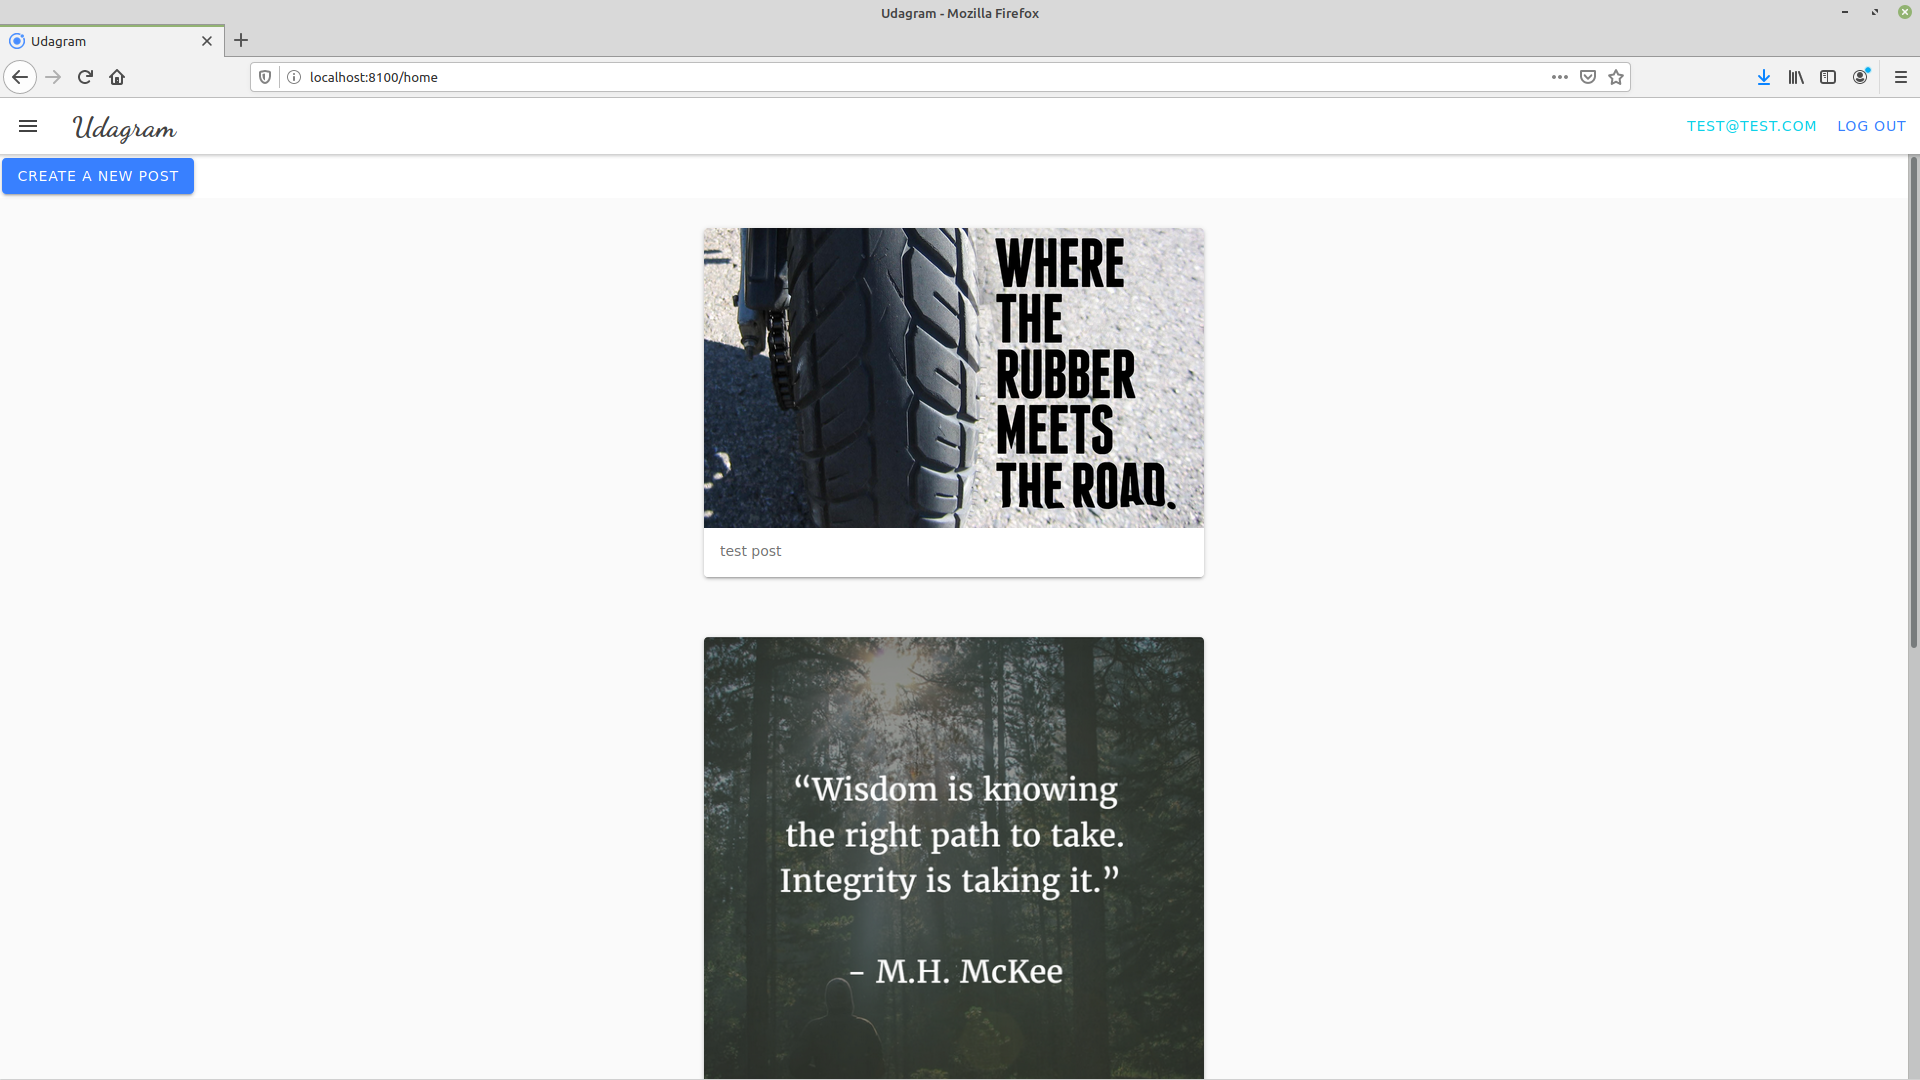 Udagram - Mozilla Firefox
Udagram
localhost:8100/home
Udagram
TEST@TEST.COM
LOG OUT
CREATE A NEW POST
WHERE
THE
RUBBER
MEETS
THE ROAD.
test post
“Wisdom is knowing
the right path to take.
Integrity is taking it.”
– M.H. McKee